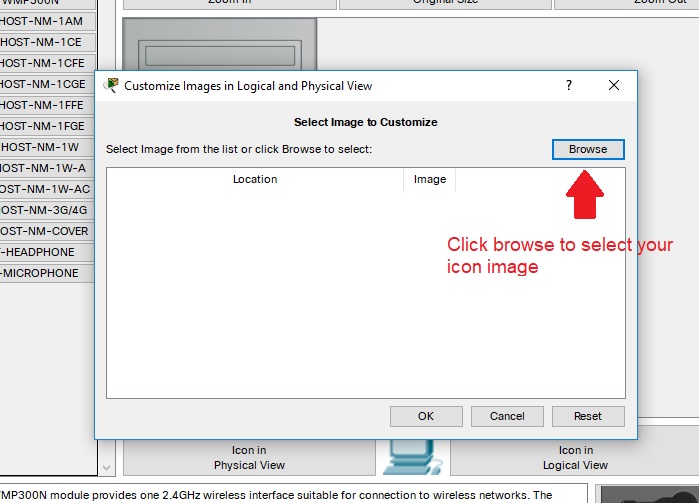 WMP300N
Zoom In
Original Size
Zoom Out
HOST-NM-1AM
HOST-NM-1CE
HOST-NM-1CFE
HOST-NM-1CGE
HOST-NM-1FFE
HOST-NM-1FGE
HOST-NM-1W
HOST-NM-1W-A
OST-NM-1W-AC
OST-NM-3G/4G
OST-NM-COVER
-HEADPHONE
-MICROPHONE
Customize Images in Logical and Physical View
?
Select Image to Customize
Select Image from the list or click Browse to select:
Browse
Location
Image
Click browse to select your
icon image
OK
Cancel
Reset
Icon in
Physical View
Icon in
Logical View
WMP300N module provides one 2.4GHz wireless interface suitable for connection to wireless networks. The